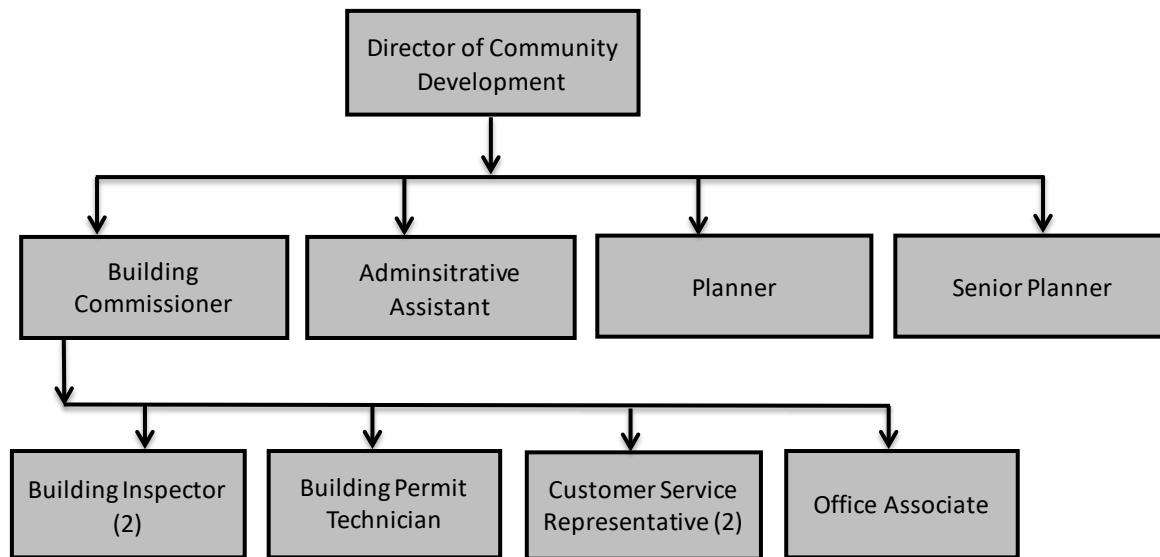 Director of Community
Development
Building
Commissioner
Adminsitrative
Assistant
Planner
Senior Planner
Building Inspector
(2)
Building Permit
Technician
Customer Service
Representative (2)
Office Associate